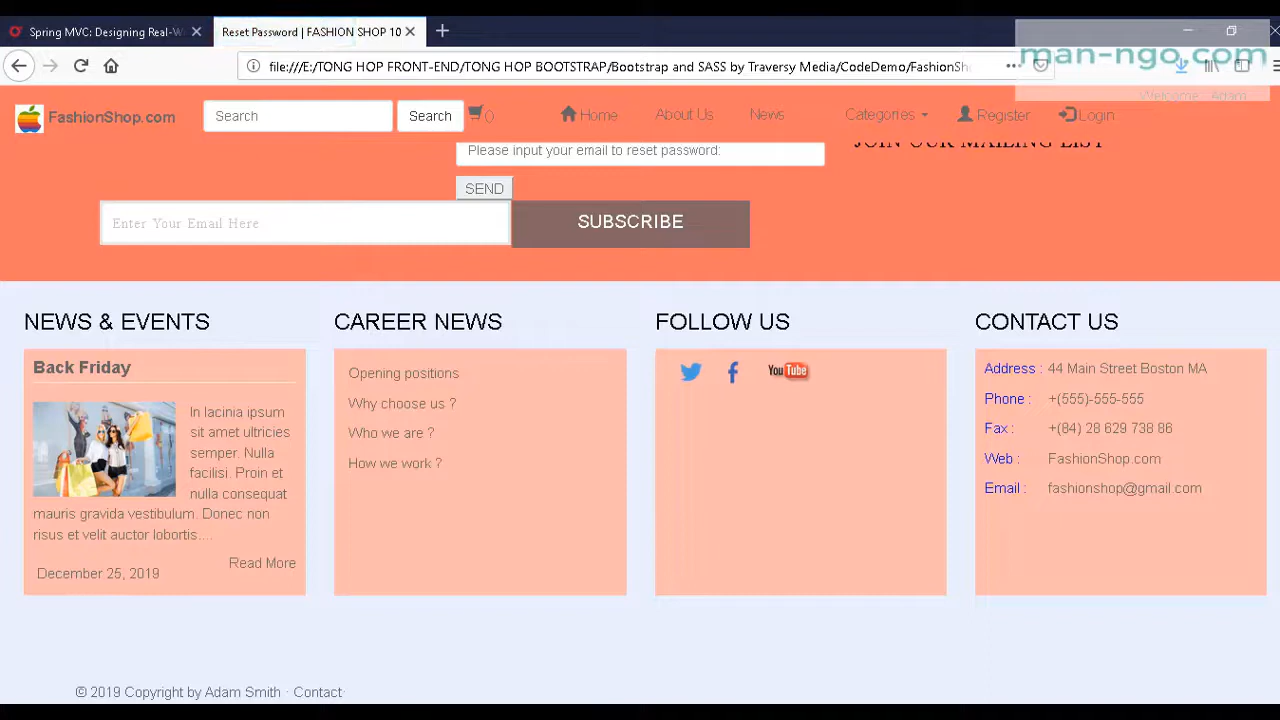 Spring MVC: Designing Real-W
Reset Password | FASHION SHOP 10
man-ngo.com
file:///E:/TONG HOP FRONT-END/TONG HOP BOOTSTRAP/Bootstrap and SASS by Traversy Media/CodeDemo/FashionSh
Welcome Adam
FashionShop.com
Search
Search
0
Home
About Us
News
Categories
Register
Login
Please input your email to reset password:
JOIN OUR MAILING LIST
SEND
Enter Your Email Here
SUBSCRIBE
NEWS & EVENTS
Back Friday
In lacinia ipsum
sit amet ultricies
semper. Nulla
facilisi. Proin et
nulla consequat
mauris gravida vestibulum. Donec non
risus et velit auctor lobortis....
Read More
December 25, 2019
CAREER NEWS
Opening positions
Why choose us ?
Who we are ?
How we work ?
FOLLOW US
You Tube
CONTACT US
Address : 44 Main Street Boston MA
Phone : +(555)-555-555
Fax : +(84) 28 629 738 86
Web : FashionShop.com
Email : fashionshop@gmail.com
© 2019 Copyright by Adam Smith · Contact